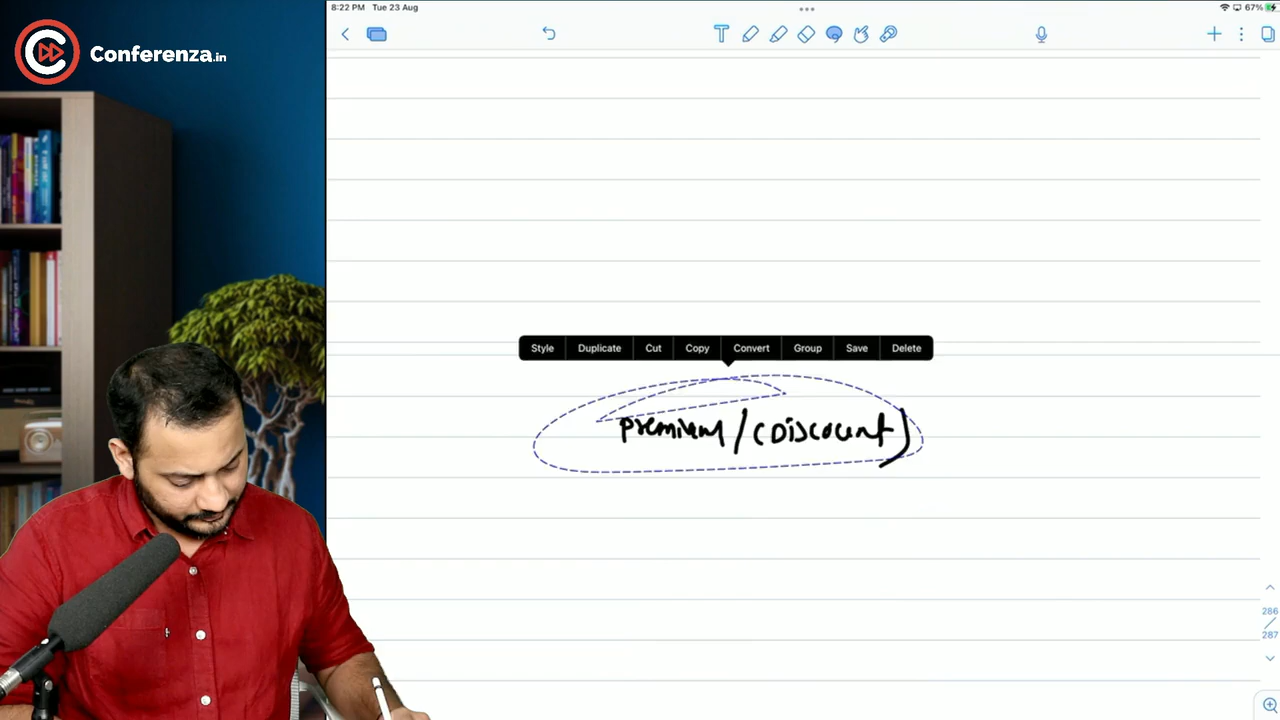 8:22 PM Tue 23 Aug
67%
Conferenza.in
Style Duplicate Cut Copy Convert Group Save Delete
premium/(Discount)
286
287